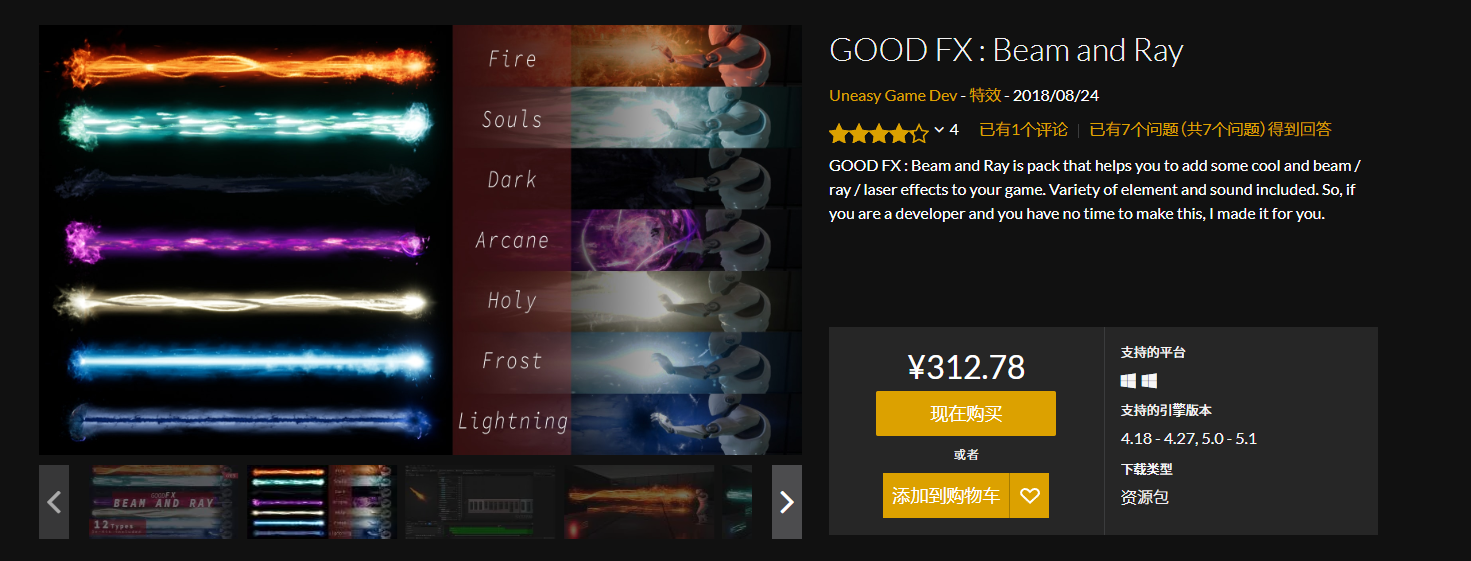 Fire
Souls
Dark
Arcane
Holy
Frost
Lightning
GOODFX
BEAM AND RAY
12Types
GOOD FX : Beam and Ray
Uneasy Game Dev - 特效 - 2018/08/24
4 已有1个评论 | 已有7个问题 (共7个问题) 得到回答
GOOD FX : Beam and Ray is pack that helps you to add some cool and beam /
ray / laser effects to your game. Variety of element and sound included. So, if
you are a developer and you have no time to make this, I made it for you.
¥312.78
现在购买
或者
添加到购物车
支持的平台
支持的引擎版本
4.18 - 4.27, 5.0 - 5.1
下载类型
资源包